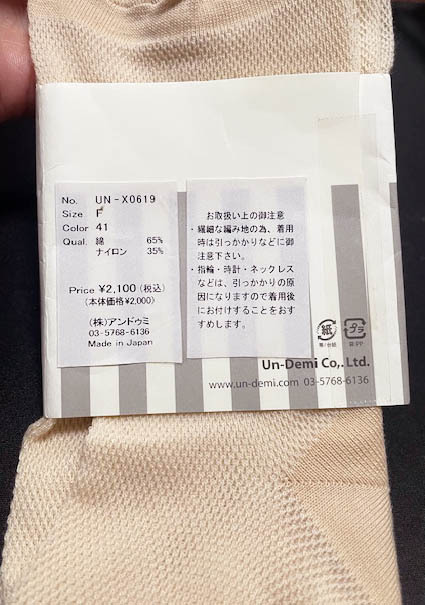 No. UN-X0619
Size F
Color 41
Qual. 綿 65%
ナイロン 35%
Price ¥2,100(税込)
(本体価格¥2,000)
(株)アンドゥミ
03-5768-6136
Made in Japan
お取扱い上の御注意
・繊細な編み地の為、着用
時は引っかかりなどに御
注意下さい。
・指輪・時計・ネックレス
などは、引っかかりの原
因になりますので着用後
にお付けすることをおす
すめします。
紙
プラ
帯/台紙
袋:PP
Un-Demi Co,.Ltd.
www.un-demi.com 03-5768-6136